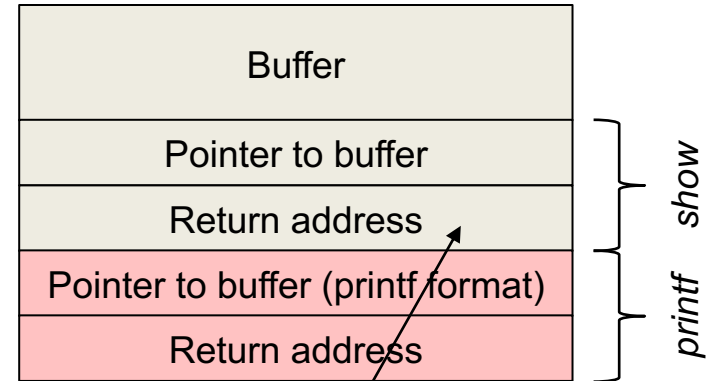 Buffer
Pointer to buffer
Return address
show
Pointer to buffer (printf format)
Return address
printf